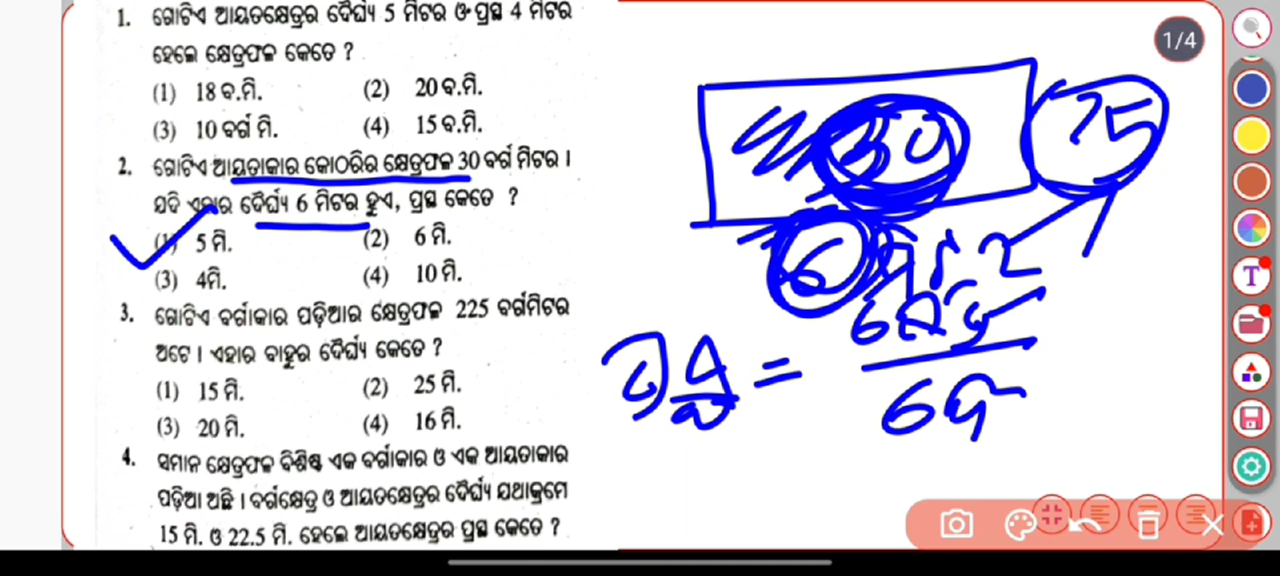 1. ଗୋଟିଏ ଆୟତକ୍ଷେତ୍ରର ଦୈର୍ଘ୍ୟ 5 ମିଟର ଓ ପ୍ରସ୍ଥ 4 ମିଟର
ହେଲେ କ୍ଷେତ୍ରଫଳ କେତେ ?
(1) 18 ବ.ମି. (2) 20 ବ.ମି.
(3) 10 ବର୍ଗ ମି. (4) 15 ବ.ମି.
2. ଗୋଟିଏ ଆୟତାକାର କୋଠରିର କ୍ଷେତ୍ରଫଳ 30 ବର୍ଗ ମିଟର ।
ଯଦି ଏହାର ଦୈର୍ଘ୍ୟ 6 ମିଟର ହୁଏ, ପ୍ରସ୍ଥ କେତେ ?
(1) 5 ମି. (2) 6 ମି.
(3) 4ମି. (4) 10 ମି.
3. ଗୋଟିଏ ବର୍ଗାକାର ପଡ଼ିଆର କ୍ଷେତ୍ରଫଳ 225 ବର୍ଗମିଟର
ଅଟେ । ଏହାର ବାହୁର ଦୈର୍ଘ୍ୟ କେତେ ?
(1) 15 ମି. (2) 25 ମି.
(3) 20 ମି. (4) 16 ମି.
4. ସମାନ କ୍ଷେତ୍ରଫଳ ବିଶିଷ୍ଟ ଏକ ବର୍ଗାକାର ଓ ଏକ ଆୟତାକାର
ପଡ଼ିଆ ଅଛି । ବର୍ଗକ୍ଷେତ୍ର ଓ ଆୟତକ୍ଷେତ୍ରର ଦୈର୍ଘ୍ୟ ଯଥାକ୍ରମେ
15 ମି. ଓ 22.5 ମି. ହେଲେ ଆୟତକ୍ଷେତ୍ରର ପ୍ରସ୍ଥ କେତେ ?
1/4
30
75
6
=
T